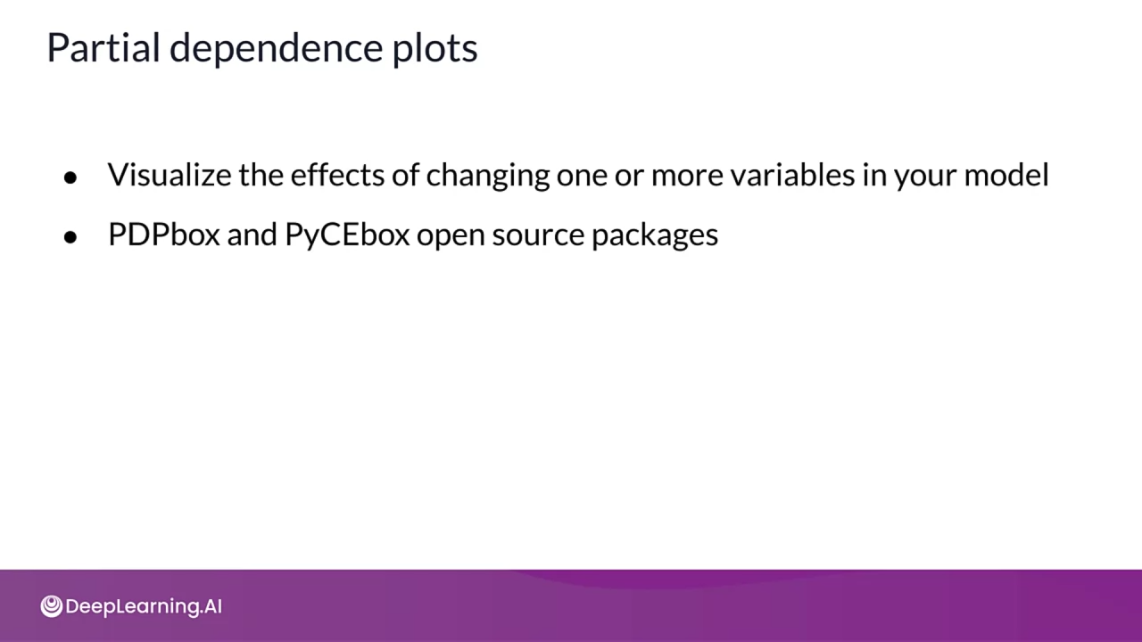 Partial dependence plots
● Visualize the effects of changing one or more variables in your model
● PDPbox and PyCEbox open source packages
DeepLearning.AI